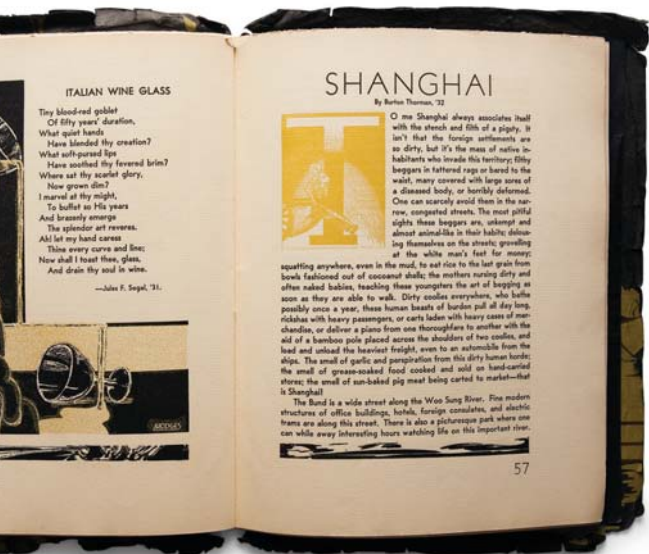 ITALIAN WINE GLASS
Tiny blood-red goblet
Of fifty years' duration,
What quiet hands
Have blended thy creation?
What soft-pursed lips
Have soothed thy fevered brim?
Where sat thy scarlet glory,
Now grown dim?
I marvel at thy might,
To buffet so His years
And brazenly emerge
The splendor art reveres.
Ah! let my hand caress
Thine every curve and line;
Now shall I toast thee, glass,
And drain thy soul in wine.
—Jules F. Sogel, '31.
SHANGHAI
By Burton Thorman, '32
TO me Shanghai always associates itself
with the stench and filth of a pigsty. It
isn't that the foreign settlements are
so dirty, but it's the mass of native in-
habitants who invade this territory; filthy
beggars in tattered rags or bared to the
waist, many covered with large sores of
a diseased body, or horribly deformed.
One can scarcely avoid them in the nar-
row, congested streets. The most pitiful
sights these beggars are, unkempt and
almost animal-like in their habits; delous-
ing themselves on the streets; grovelling
at the white man's feet for money;
squatting anywhere, even in the mud, to eat rice to the last grain from
bowls fashioned out of cocoanut shells; the mothers nursing dirty and
often naked babies, teaching these youngsters the art of begging as
soon as they are able to walk. Dirty coolies everywhere, who bathe
possibly once a year, these human beasts of burden pull all day long,
rickshas with heavy passengers, or carts laden with heavy cases of mer-
chandise, or deliver a piano from one thoroughfare to another with the
aid of a bamboo pole placed across the shoulders of two coolies, and
load and unload the heaviest freight, even to an automobile from the
ships. The smell of garlic and perspiration from this dirty human horde;
the smell of grease-soaked food cooked and sold on hand-carried
stores; the smell of sun-baked pig meat being carted to market—that
is Shanghai!
The Bund is a wide street along the Woo Sung River. Fine modern
structures of office buildings, hotels, foreign consulates, and electric
trams are along this street. There is also a picturesque park where one
can while away interesting hours watching life on this important river.
57